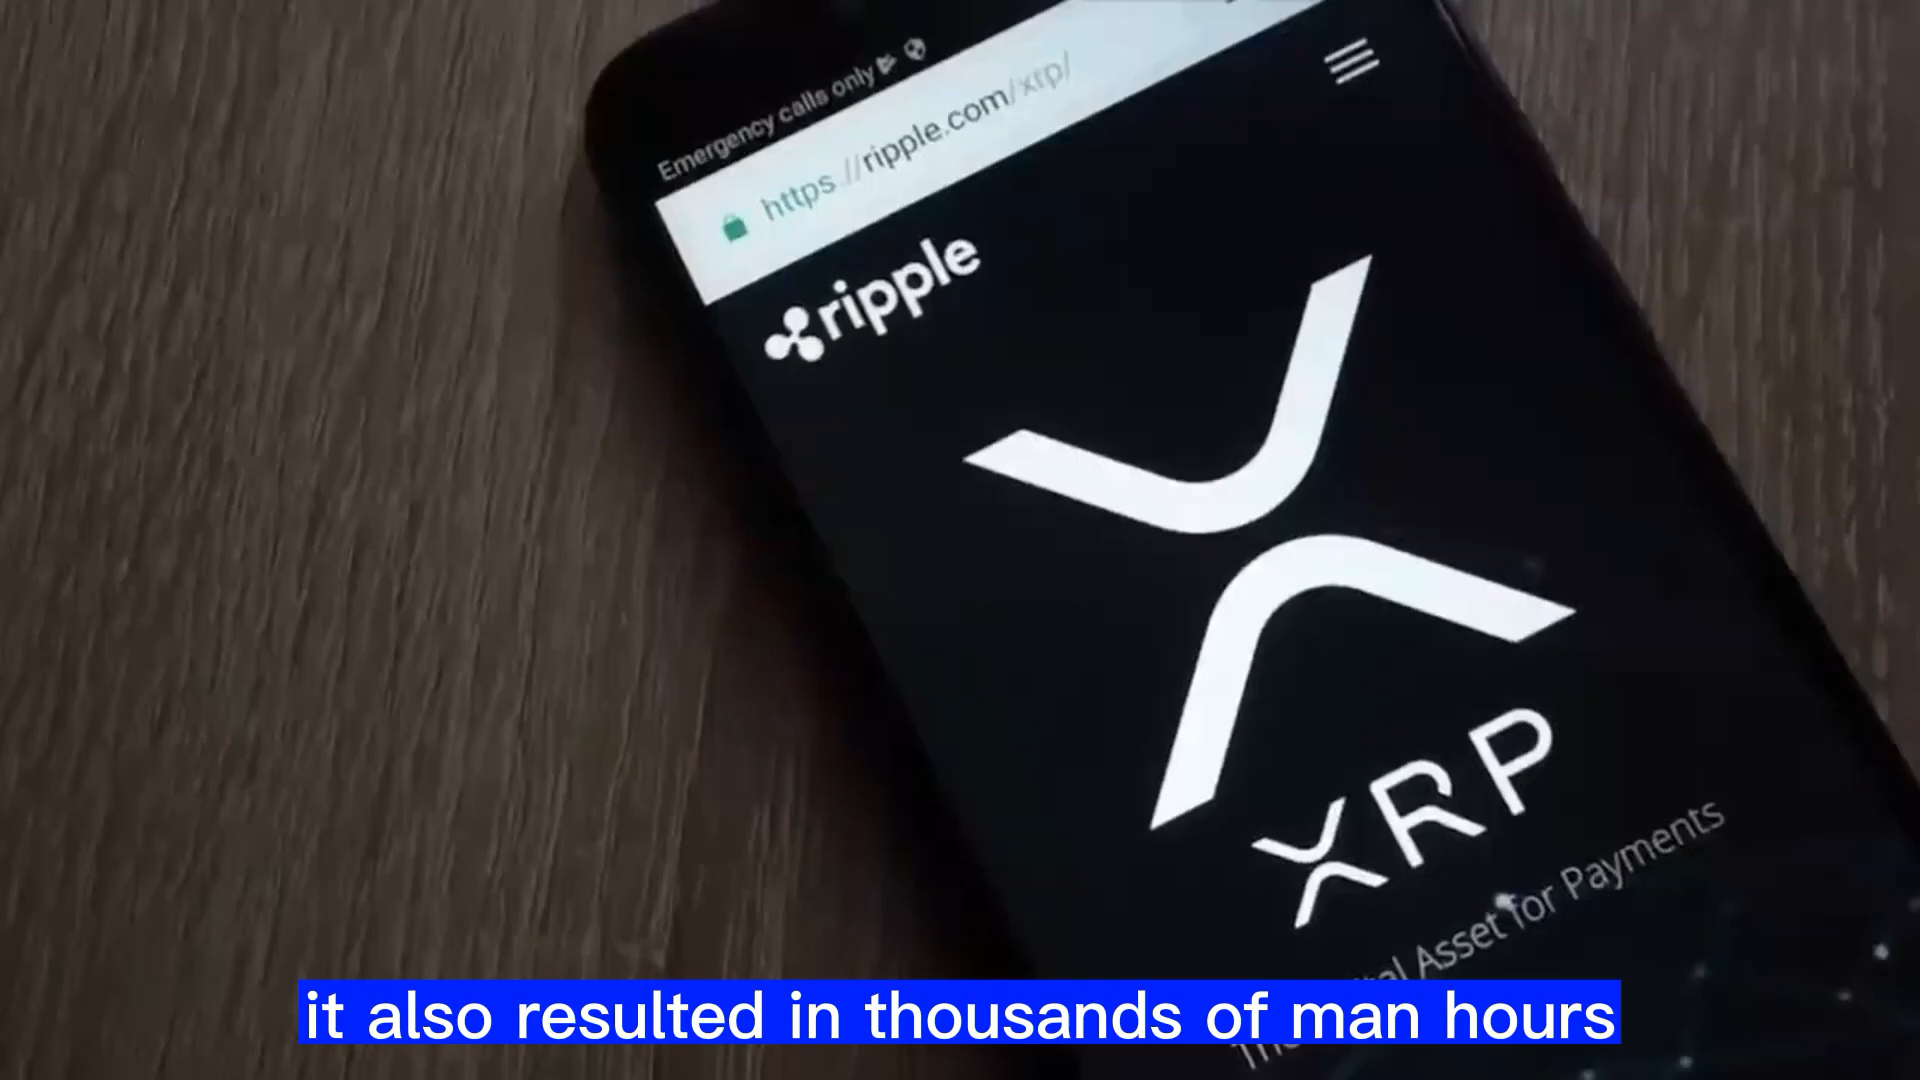 Emergency calls only
https://ripple.com/xrp/
ripple
XRP
Asset for Payments
it also resulted in thousands of man hours